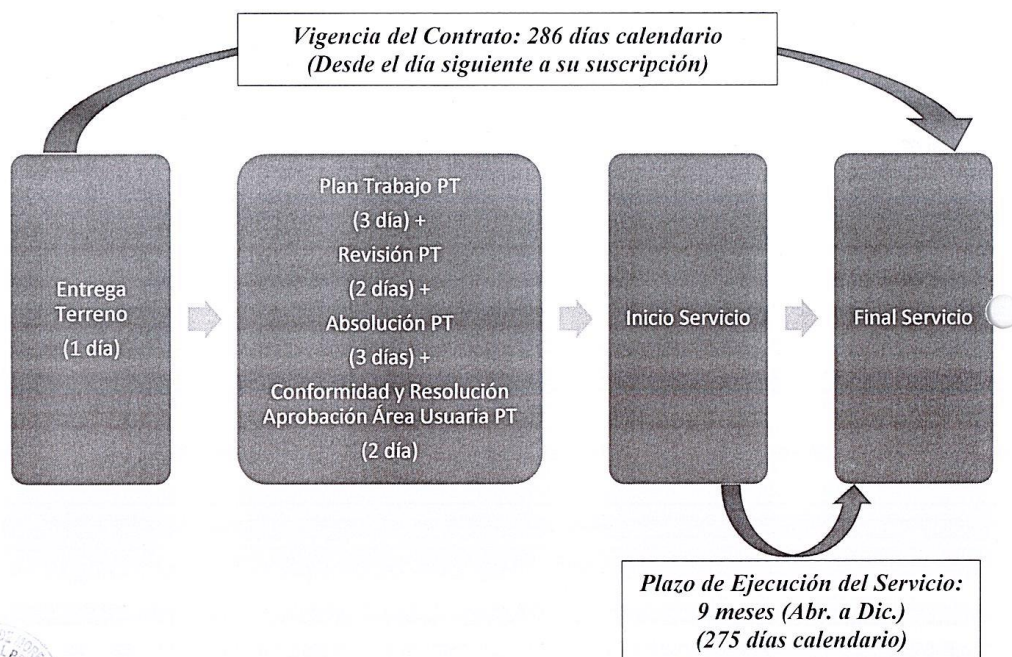 Vigencia del Contrato: 286 días calendario
(Desde el día siguiente a su suscripción)
Entrega
Terreno
(1 día)
Plan Trabajo PT
(3 día) +
Revisión PT
(2 días) +
Absolución PT
(3 días) +
Conformidad y Resolución
Aprobación Área Usuaria PT
(2 día)
Inicio Servicio
Final Servicio
Plazo de Ejecución del Servicio:
9 meses (Abr. a Dic.)
(275 días calendario)